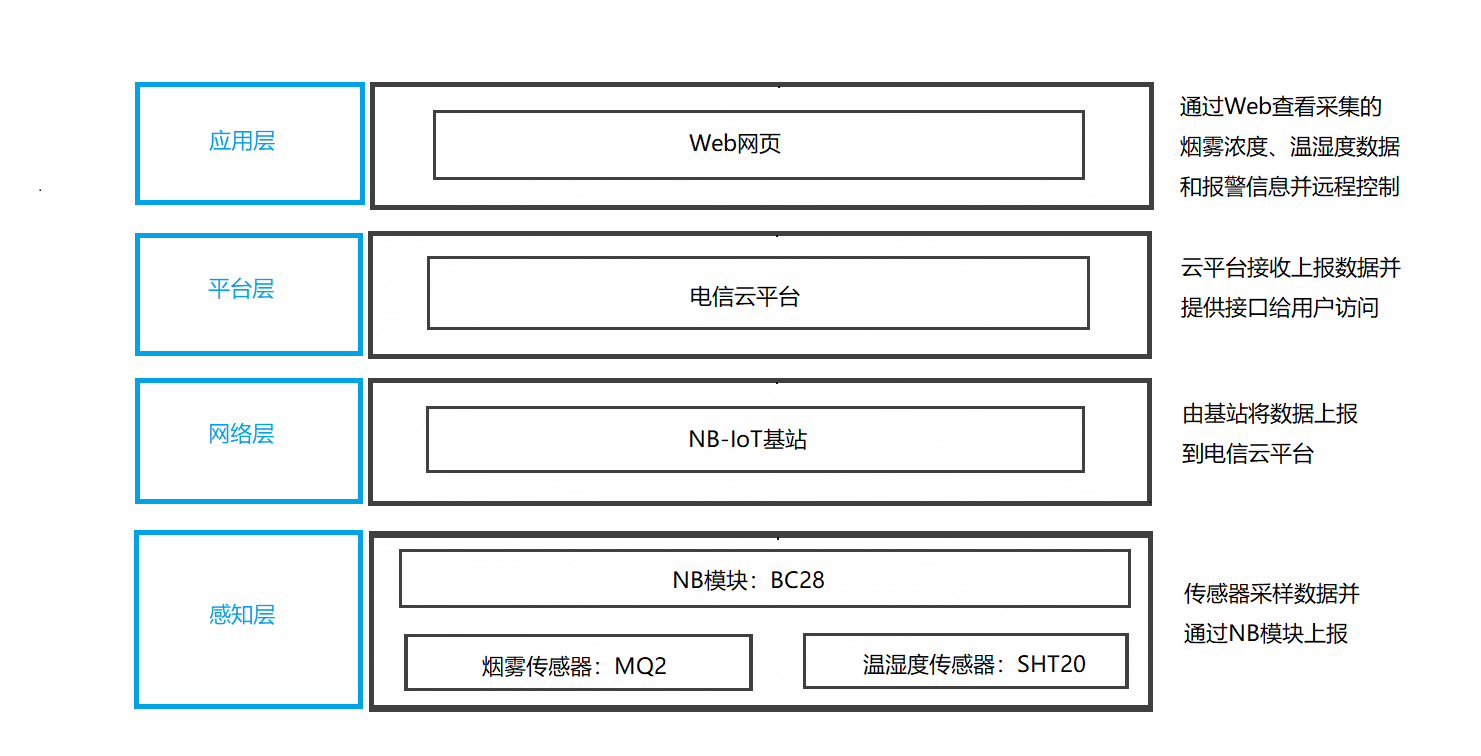 应用层
Web网页
通过Web查看采集的
烟雾浓度、温湿度数据
和报警信息并远程控制
平台层
电信云平台
云平台接收上报数据并
提供接口给用户访问
网络层
NB-IoT基站
由基站将数据上报
到电信云平台
感知层
NB模块：BC28
烟雾传感器：MQ2
温湿度传感器：SHT20
传感器采样数据并
通过NB模块上报